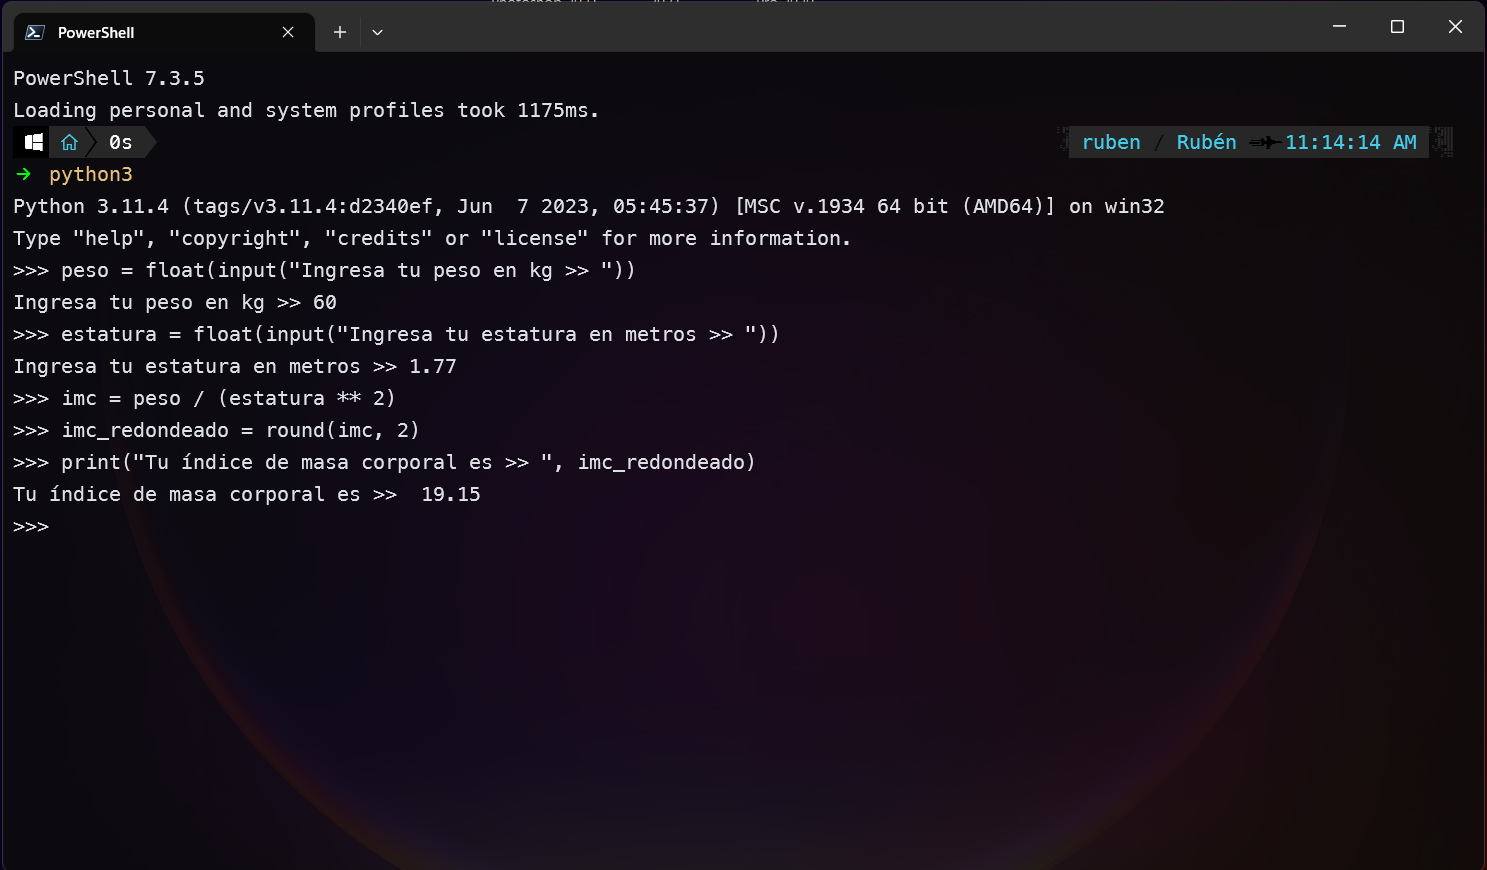 PowerShell
PowerShell 7.3.5
Loading personal and system profiles took 1175ms.
0s
ruben / Rubén 11:14:14 AM
→ python3
Python 3.11.4 (tags/v3.11.4:d2340ef, Jun  7 2023, 05:45:37) [MSC v.1934 64 bit (AMD64)] on win32
Type "help", "copyright", "credits" or "license" for more information.
>>> peso = float(input("Ingresa tu peso en kg >> "))
Ingresa tu peso en kg >> 60
>>> estatura = float(input("Ingresa tu estatura en metros >> "))
Ingresa tu estatura en metros >> 1.77
>>> imc = peso / (estatura ** 2)
>>> imc_redondeado = round(imc, 2)
>>> print("Tu índice de masa corporal es >> ", imc_redondeado)
Tu índice de masa corporal es >>  19.15
>>>